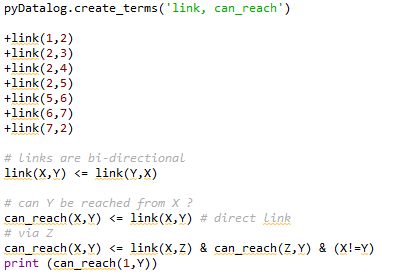 pyDatalog.create_terms('link, can_reach')
+link(1,2)
+link(2,3)
+link(2,4)
+link(2,5)
+link(5,6)
+link(6,7)
+link(7,2)
# links are bi-directional
link(X,Y) <= link(Y,X)
# can Y be reached from X ?
can_reach(X,Y) <= link(X,Y) # direct link
# via Z
can_reach(X,Y) <= link(X,Z) & can_reach(Z,Y) & (X!=Y)
print (can_reach(1,Y))